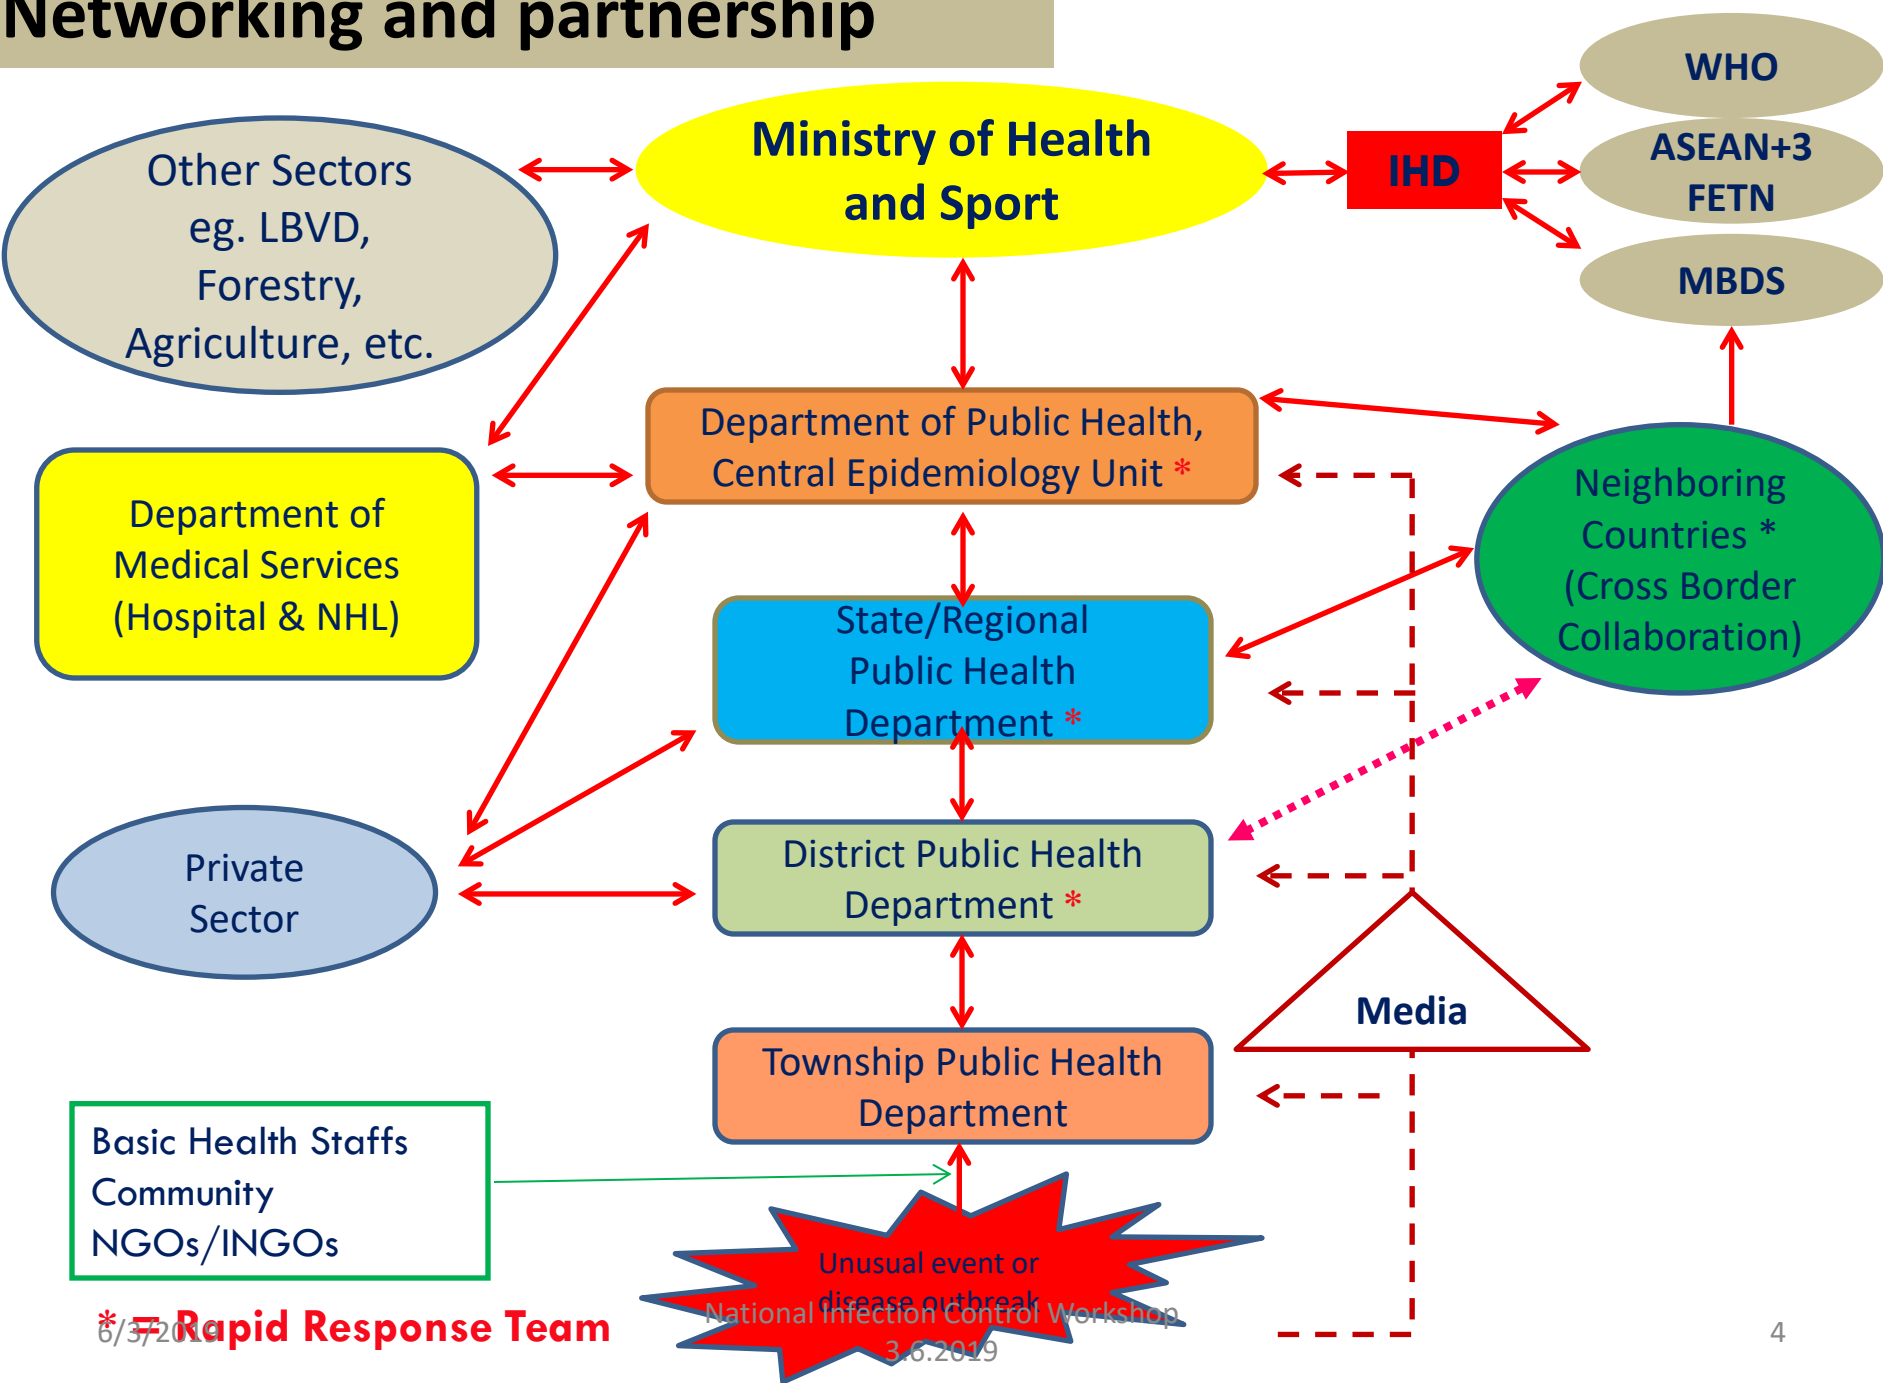 Networking and partnership
WHO
ASEAN+3
FETN
MBDS
IHD
Ministry of Health
and Sport
Other Sectors
eg. LBVD,
Forestry,
Agriculture, etc.
Department of Public Health,
Central Epidemiology Unit *
Neighboring
Countries *
(Cross Border
Collaboration)
Department of
Medical Services
(Hospital & NHL)
State/Regional
Public Health
Department *
Private
Sector
District Public Health
Department *
Media
Township Public Health
Department
Basic Health Staffs
Community
NGOs/INGOs
Unusual event or
disease outbreak
* = Rapid Response Team
6/3/2019
National Infection Control Workshop
3.6.2019
4